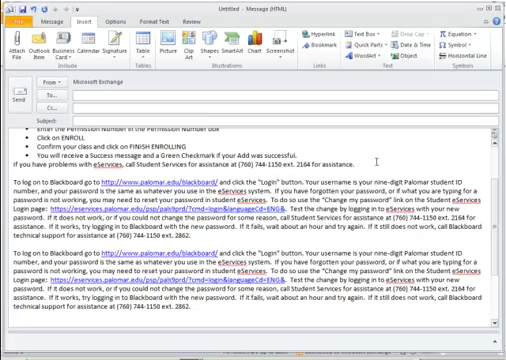 Untitled - Message (HTML)
File Message Insert Options Format Text Review
Attach File Outlook Item Business Card Calendar Signature Table Picture Clip Art Shapes SmartArt Chart Screenshot Hyperlink Bookmark Text Box Quick Parts WordArt Drop Cap Date & Time Object Equation Symbol Horizontal Line
Include Tables Illustrations Links Text Symbols
From Microsoft Exchange
To...
Cc...
Send
Subject:
Enter the Permission Number in the Permission Number box
• Click on ENROLL
• Confirm your class and click on FINISH ENROLLING
• You will receive a Success message and a Green Checkmark if your Add was successful.
If you have problems with eServices, call Student Services for assistance at (760) 744-1150 ext. 2164 for assistance.
To log on to Blackboard go to http://www.palomar.edu/blackboard/ and click the "Login" button. Your username is your nine-digit Palomar student ID
number, and your password is the same as whatever you use in the eServices system. If you have forgotten your password, or if what you are typing for a
password is not working, you may need to reset your password in student eServices. To do so use the "Change my password" link on the Student eServices
Login page: https://eservices.palomar.edu/psp/pals9prd/?cmd=login&languageCd=ENG&. Test the change by logging in to eServices with your new
password. If it does not work, or if you could not change the password for some reason, call Student Services for assistance at (760) 744-1150 ext. 2164 for
assistance. If it works, try logging in to Blackboard with the new password. If it fails, wait about an hour and try again. If it still does not work, call Blackboard
technical support for assistance at (760) 744-1150 ext. 2862.
To log on to Blackboard go to http://www.palomar.edu/blackboard/ and click the "Login" button. Your username is your nine-digit Palomar student ID
number, and your password is the same as whatever you use in the eServices system. If you have forgotten your password, or if what you are typing for a
password is not working, you may need to reset your password in student eServices. To do so use the "Change my password" link on the Student eServices
Login page: https://eservices.palomar.edu/psp/pals9prd/?cmd=login&languageCd=ENG&. Test the change by logging in to eServices with your new
password. If it does not work, or if you could not change the password for some reason, call Student Services for assistance at (760) 744-1150 ext. 2164 for
assistance. If it works, try logging in to Blackboard with the new password. If it fails, wait about an hour and try again. If it still does not work, call Blackboard
technical support for assistance at (760) 744-1150 ext. 2862.